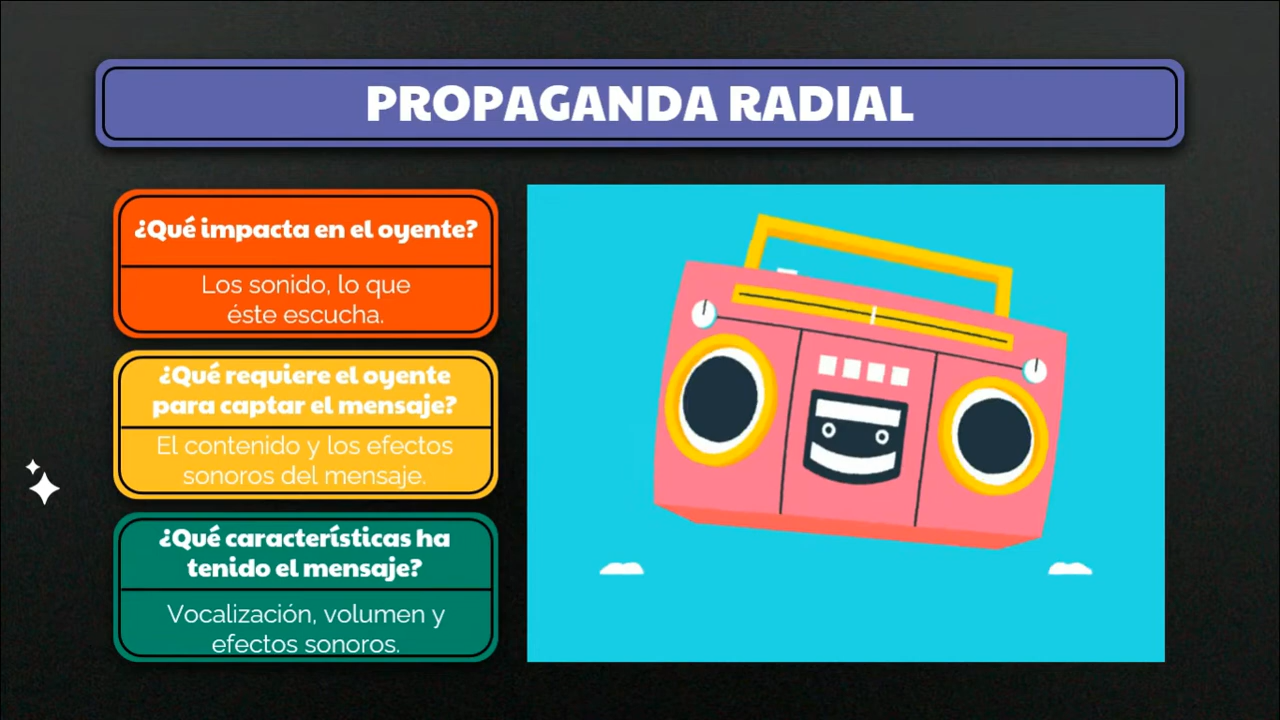 PROPAGANDA RADIAL
¿Qué impacta en el oyente?
Los sonido, lo que
éste escucha.
¿Qué requiere el oyente
para captar el mensaje?
El contenido y los efectos
sonoros del mensaje.
¿Qué características ha
tenido el mensaje?
Vocalización, volumen y
efectos sonoros.